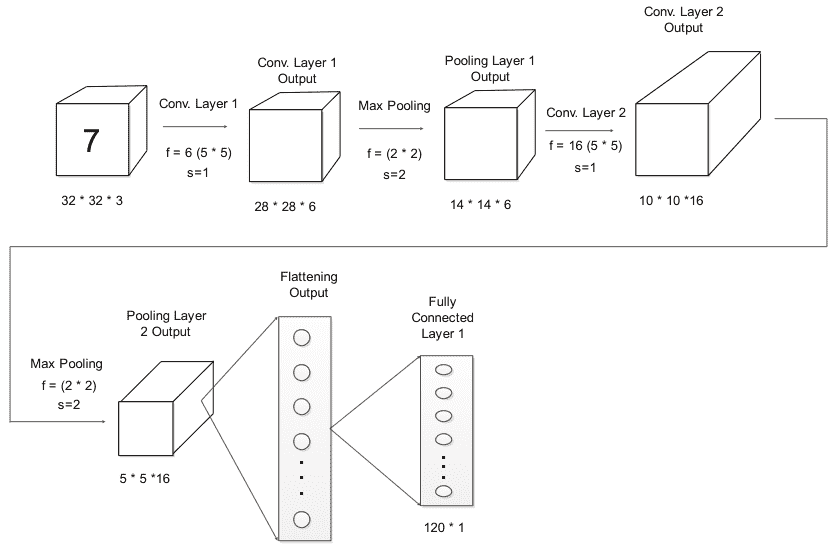 Conv. Layer 2
Output
Conv. Layer 1
Output
Pooling Layer 1
Output
Conv. Layer 1
Max Pooling
Conv. Layer 2
7
f = 6 (5 * 5)
s=1
f = (2 * 2)
s=2
f = 16 (5 * 5)
s=1
32 * 32 * 3
28 * 28 * 6
14 * 14 * 6
10 * 10 *16
Flattening
Output
Fully
Connected
Layer 1
Pooling Layer
2 Output
Max Pooling
f = (2 * 2)
s=2
5 * 5 *16
120 * 1